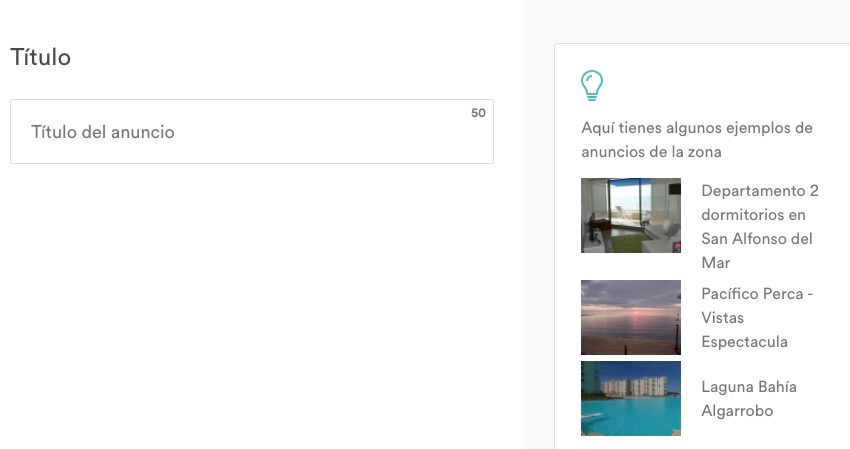 Título
50
Título del anuncio
Aquí tienes algunos ejemplos de
anuncios de la zona
Departamento 2
dormitorios en
San Alfonso del
Mar
Pacífico Perca -
Vistas
Espectacula
Laguna Bahía
Algarrobo